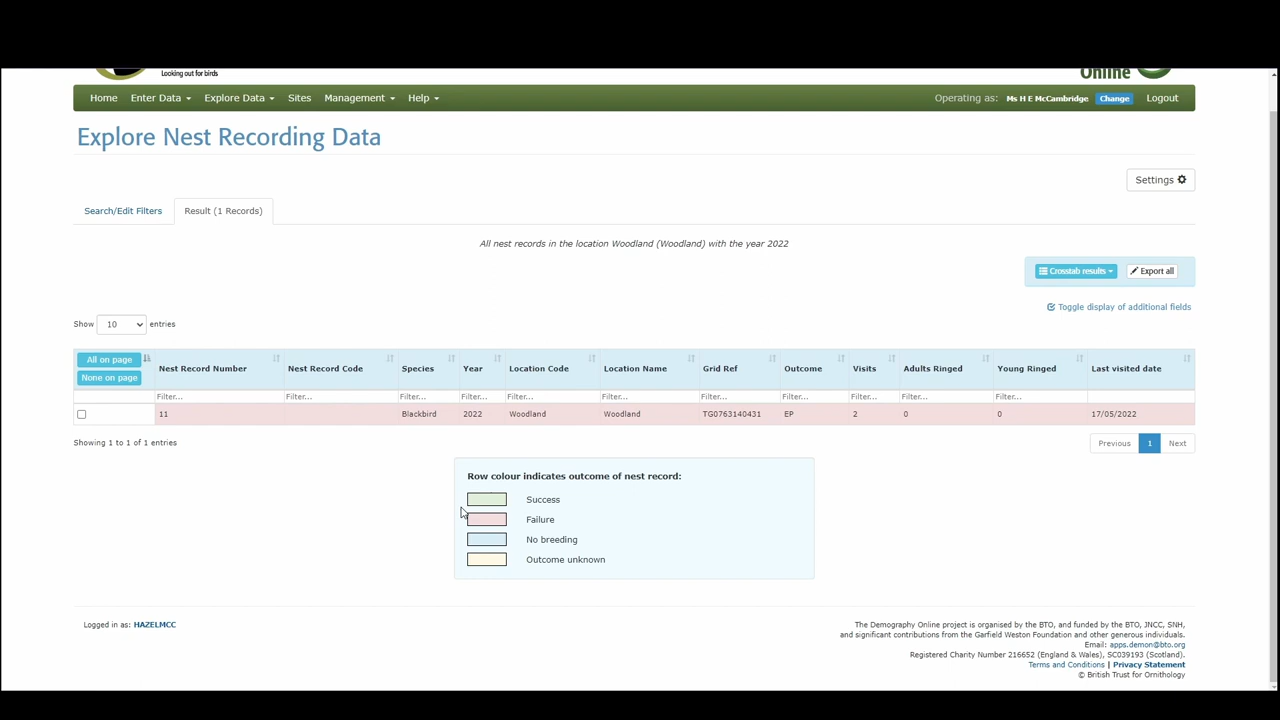 Looking out for birds
Online
Home Enter Data Explore Data Sites Management Help Operating as: Ms H E McCambridge Change Logout
Explore Nest Recording Data
Settings
Search/Edit Filters Result (1 Records)
All nest records in the location Woodland (Woodland) with the year 2022
Crosstab results Export all
Toggle display of additional fields
Show 10 entries
All on page
None on page
Nest Record Number Nest Record Code Species Year Location Code Location Name Grid Ref Outcome Visits Adults Ringed Young Ringed Last visited date
Filter... Filter... Filter... Filter... Filter... Filter... Filter... Filter... Filter... Filter... Filter...
11 Blackbird 2022 Woodland Woodland TG0763140431 EP 2 0 0 17/05/2022
Showing 1 to 1 of 1 entries Previous 1 Next
Row colour indicates outcome of nest record:
Success
Failure
No breeding
Outcome unknown
Logged in as: HAZELMCC
The Demography Online project is organised by the BTO, and funded by the BTO, JNCC, SNH,
and significant contributions from the Garfield Weston Foundation and other generous individuals.
Email: apps.demon@bto.org
Registered Charity Number 216652 (England & Wales), SC039193 (Scotland).
Terms and Conditions | Privacy Statement
© British Trust for Ornithology